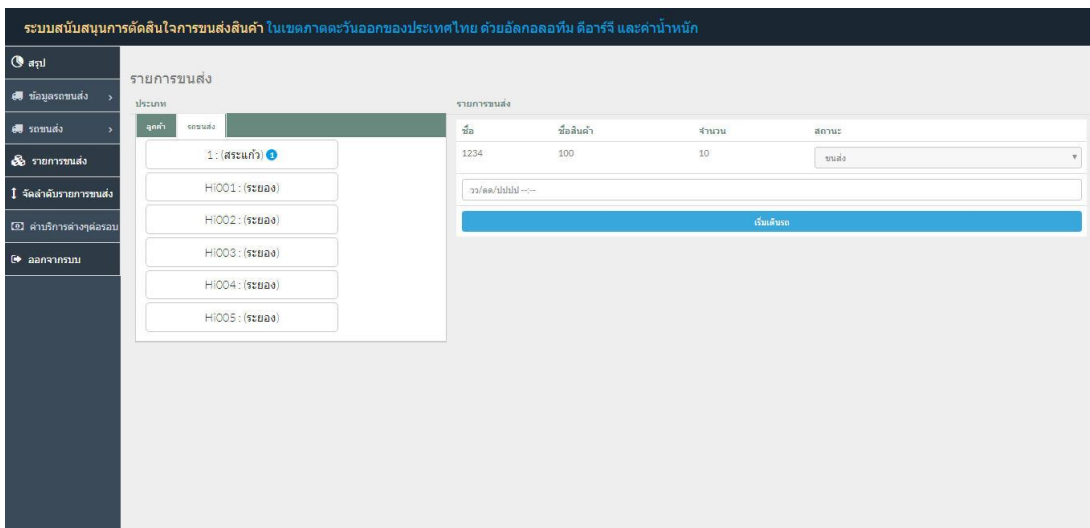 ระบบสนับสนุนการตัดสินใจการขนส่งสินค้า ในเขตภาคตะวันออกของประเทศไทย ด้วยอัลกอลอทึม ดีอาร์จี และค่าน้ำหนัก
สรุป
ข้อมูลรถขนส่ง
รถขนส่ง
รายการขนส่ง
จัดลำดับรายการขนส่ง
ค่าบริการต่างๆต่อรอบ
ออกจากรบบ
รายการขนส่ง
ประเภท
ลูกค้า รถขนส่ง
1 : (สระแก้ว) 1
Hi001 : (ระยอง)
Hi002 : (ระยอง)
Hi003 : (ระยอง)
Hi004 : (ระยอง)
Hi005 : (ระยอง)
รายการขนส่ง
ชื่อ ชื่อสินค้า จำนวน สถานะ
1234 100 10 ขนส่ง
วว/ดด/ปปปป --:--
เริ่มเดินรถ